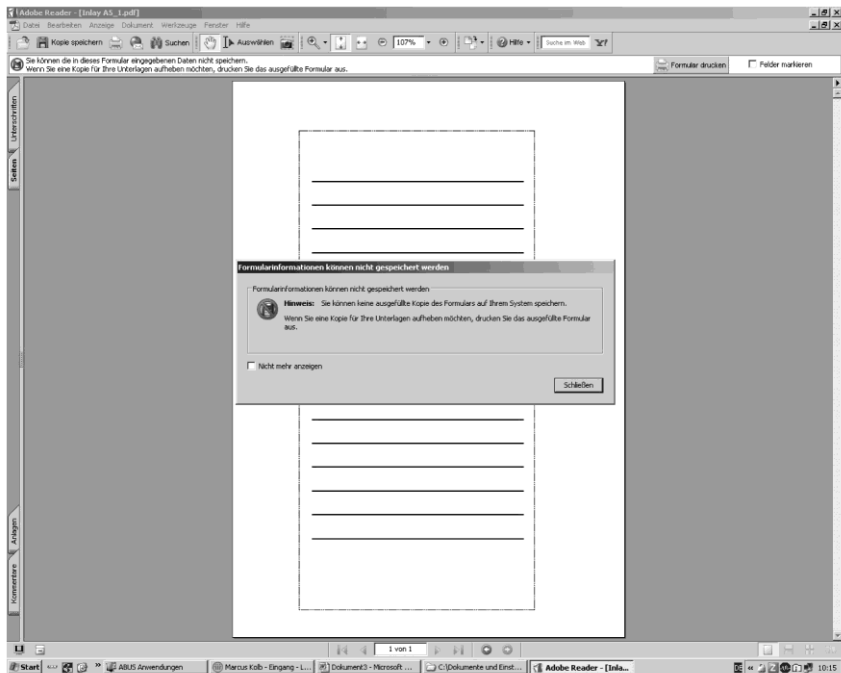 Adobe Reader - [Inlay A5_1.pdf]
Datei Bearbeiten Anzeige Dokument Werkzeuge Fenster Hilfe
Kopie speichern Suchen Auswählen 107% Hilfe Suche im Web Y!
Sie können die in dieses Formular eingegebenen Daten nicht speichern.
Wenn Sie eine Kopie für Ihre Unterlagen aufheben möchten, drucken Sie das ausgefüllte Formular aus.
Formular drucken Felder markieren
Unterschriften
Seiten
Formularinformationen können nicht gespeichert werden
Formularinformationen können nicht gespeichert werden
Hinweis: Sie können keine ausgefüllte Kopie des Formulars auf Ihrem System speichern.
Wenn Sie eine Kopie für Ihre Unterlagen aufheben möchten, drucken Sie das ausgefüllte Formular
aus.
Nicht mehr anzeigen
Schließen
Anlagen
Kommentare
1 von 1
Start ABUS Anwendungen Marcus Kolb - Eingang - L... Dokument3 - Microsoft ... C:\Dokumente und Einst... Adobe Reader - [Inla... 10:15